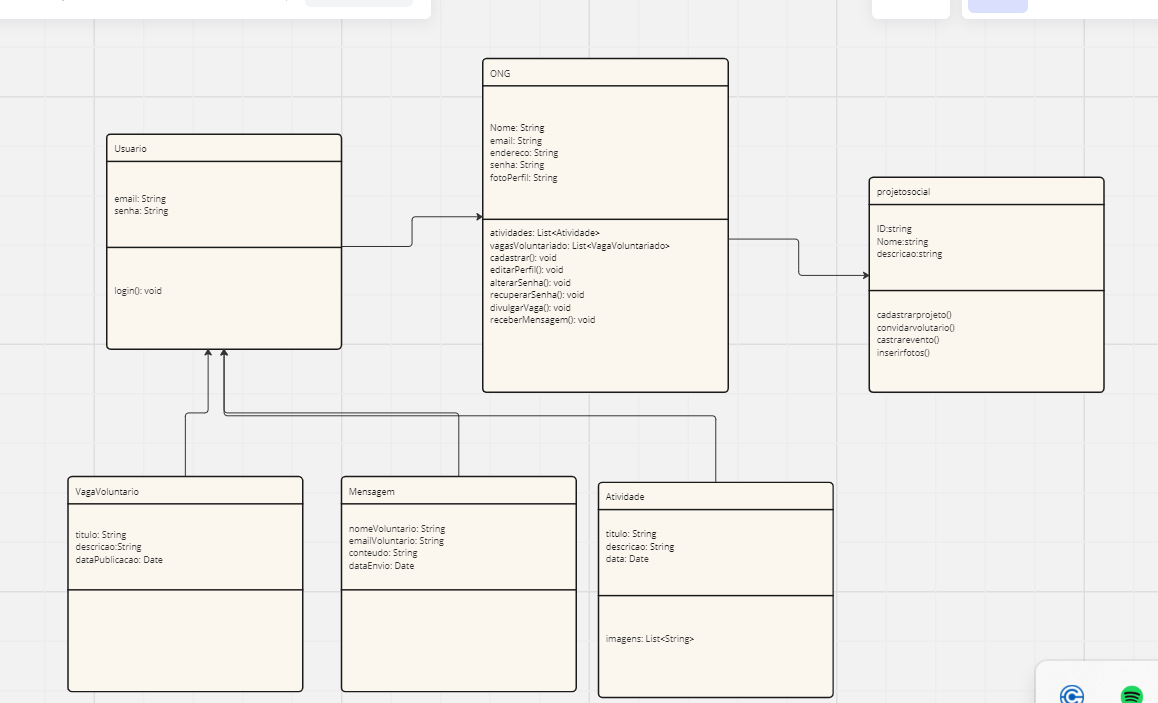 ONG
Nome: String
email: String
endereco: String
senha: String
fotoPerfil: String
atividades: List<Atividade>
vagasVoluntariado: List<VagaVoluntariado>
cadastrar(): void
editarPerfil(): void
alterarSenha(): void
recuperarSenha(): void
divulgarVaga(): void
receberMensagem(): void
Usuario
email: String
senha: String
login(): void
projetosocial
ID:string
Nome:string
descricao:string
cadastrarprojeto()
convidarvolutario()
castrarevento()
inserirfotos()
VagaVoluntario
titulo: String
descricao:String
dataPublicacao: Date
Mensagem
nomeVoluntario: String
emailVoluntario: String
conteudo: String
dataEnvio: Date
Atividade
titulo: String
descricao: String
data: Date
imagens: List<String>